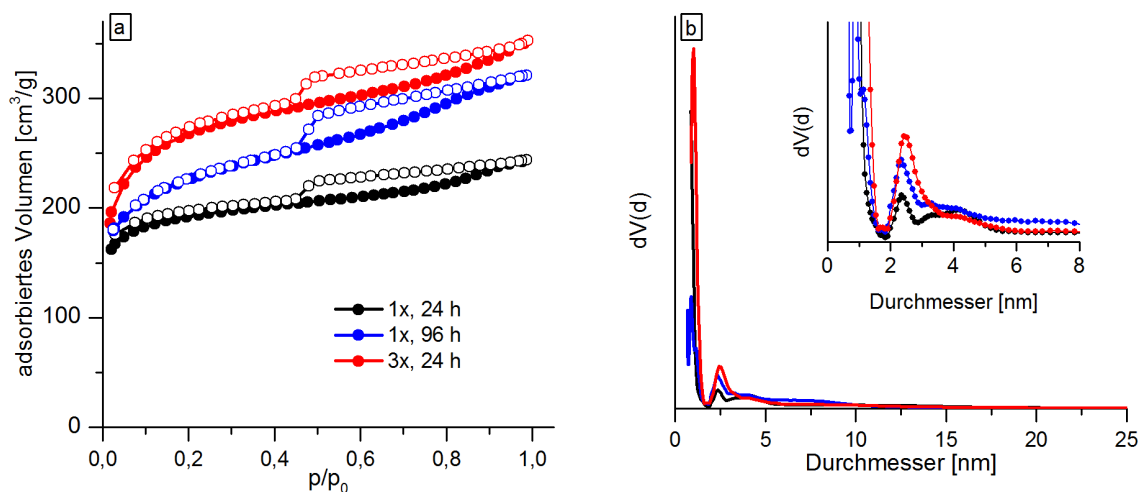 a
adsorbiertes Volumen [cm³/g]
300
200
100
0
1x, 24 h
1x, 96 h
3x, 24 h
0,0 0,2 0,4 0,6 0,8 1,0
p/p₀
b
dV(d)
dV(d)
0 2 4 6 8
Durchmesser [nm]
0 5 10 15 20 25
Durchmesser [nm]